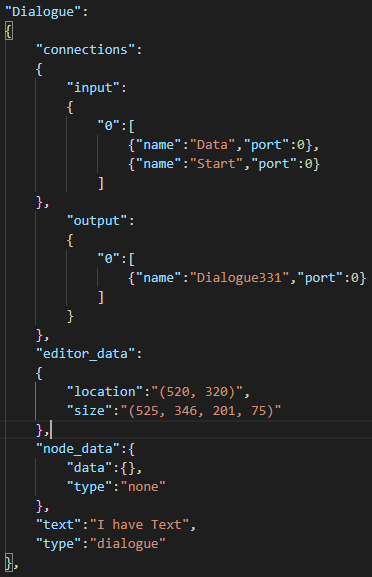 "Dialogue":
{
    "connections":
    {
        "input":
        {
            "0":[
                {"name":"Data","port":0},
                {"name":"Start","port":0}
            ]
    },
        "output":
        {
            "0":[
                {"name":"Dialogue331","port":0}
            ]
        }
    },
    "editor_data":
    {
        "location":"(520, 320)",
        "size":"(525, 346, 201, 75)"
    },
    "node_data":{
        "data":{},
        "type":"none"
    },
    "text":"I have Text",
    "type":"dialogue"
},